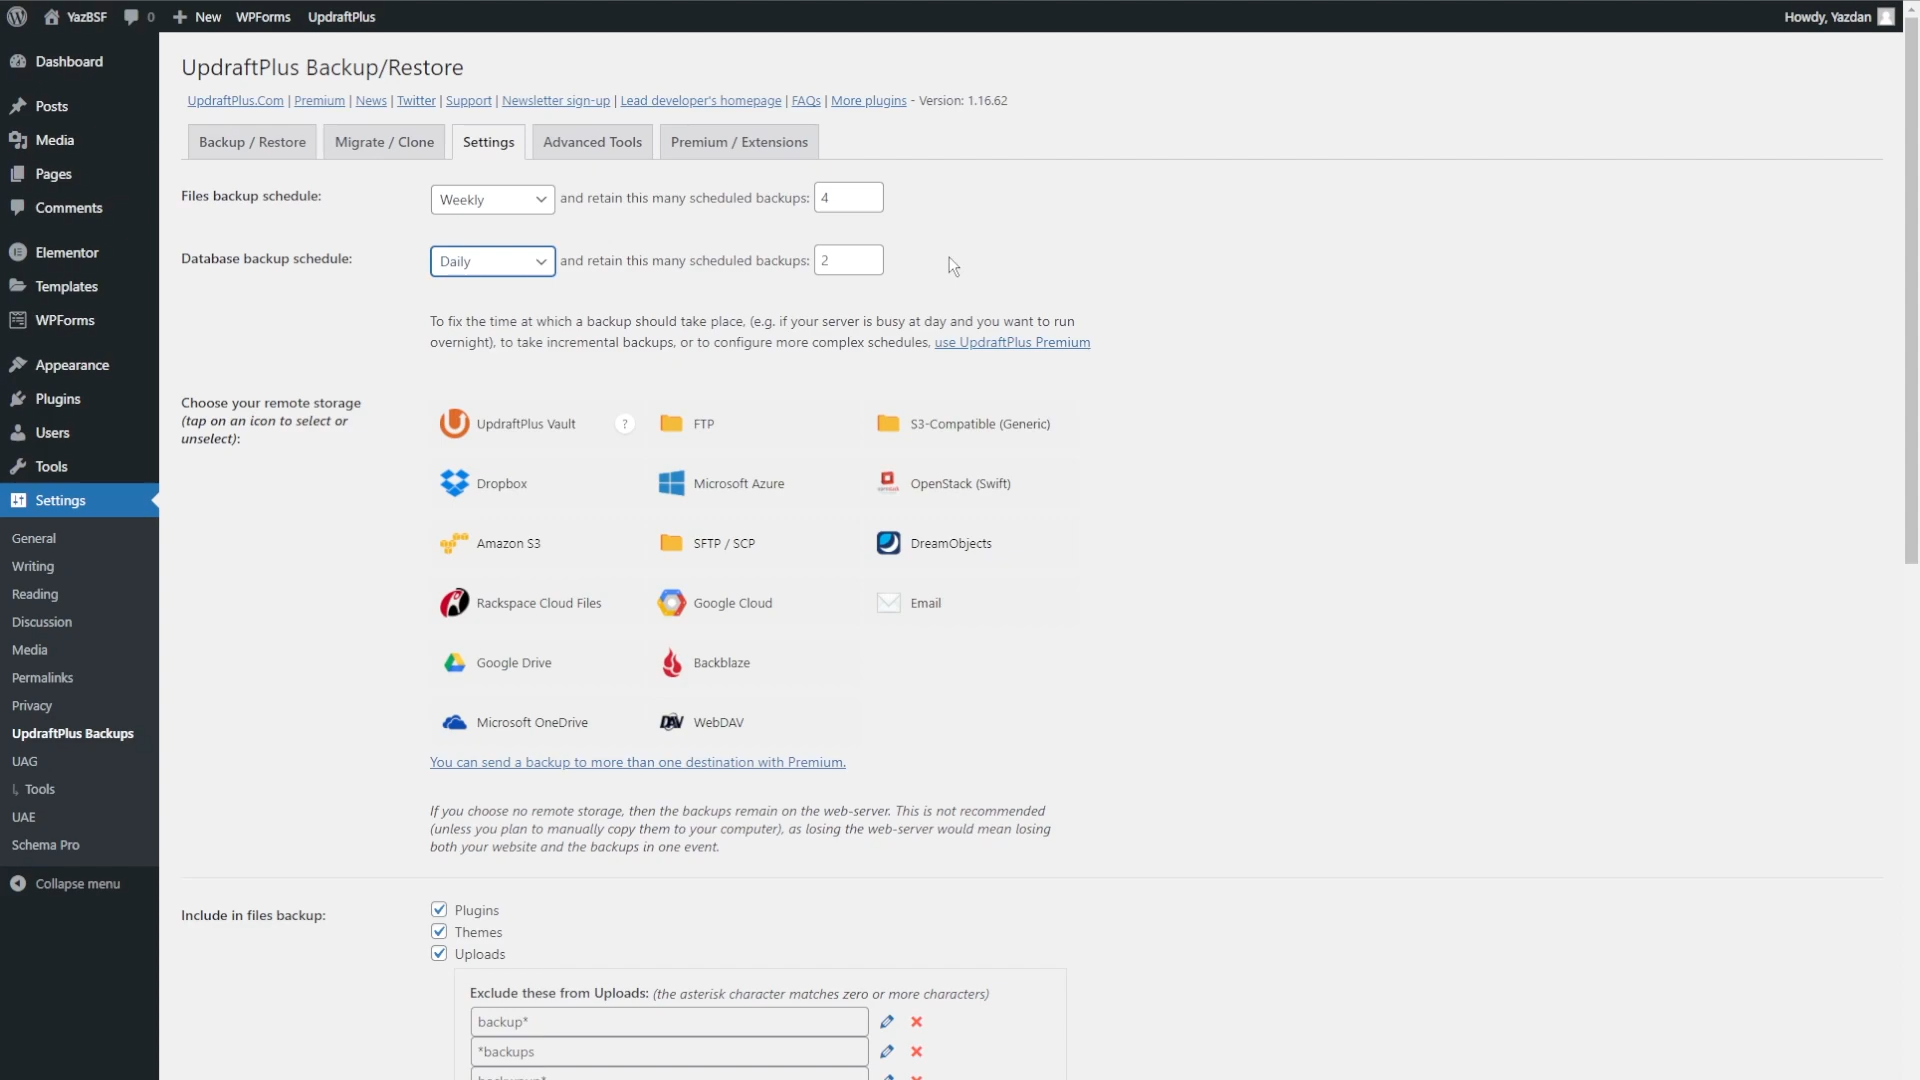 YazBSF
0
New
WPForms
UpdraftPlus
Howdy, Yazdan
Dashboard
Posts
Media
Pages
Comments
Elementor
Templates
WPForms
Appearance
Plugins
Users
Tools
Settings
General
Writing
Reading
Discussion
Media
Permalinks
Privacy
UpdraftPlus Backups
UAG
Tools
UAE
Schema Pro
Collapse menu
UpdraftPlus Backup/Restore
UpdraftPlus.Com | Premium | News | Twitter | Support | Newsletter sign-up | Lead developer's homepage | FAQs | More plugins - Version: 1.16.62
Backup / Restore
Migrate / Clone
Settings
Advanced Tools
Premium / Extensions
Files backup schedule:
Weekly
and retain this many scheduled backups:
4
Database backup schedule:
Daily
and retain this many scheduled backups:
2
To fix the time at which a backup should take place, (e.g. if your server is busy at day and you want to run
overnight), to take incremental backups, or to configure more complex schedules, use UpdraftPlus Premium
Choose your remote storage
(tap on an icon to select or
unselect):
UpdraftPlus Vault
?
FTP
S3-Compatible (Generic)
Dropbox
Microsoft Azure
OpenStack (Swift)
Amazon S3
SFTP / SCP
DreamObjects
Rackspace Cloud Files
Google Cloud
Email
Google Drive
Backblaze
Microsoft OneDrive
DAV
WebDAV
You can send a backup to more than one destination with Premium.
If you choose no remote storage, then the backups remain on the web-server. This is not recommended
(unless you plan to manually copy them to your computer), as losing the web-server would mean losing
both your website and the backups in one event.
Include in files backup:
Plugins
Themes
Uploads
Exclude these from Uploads: (the asterisk character matches zero or more characters)
backup*
*backups